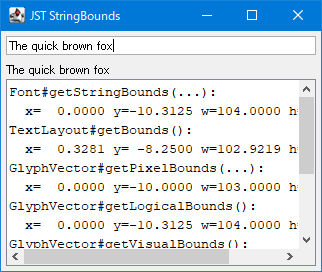 JST StringBounds
The quick brown fox
The quick brown fox
Font#getStringBounds(...):
x=  0.0000 y=-10.3125 w=104.0000 h=
TextLayout#getBounds():
x=  0.3281 y= -8.2500 w=102.9219 h=
GlyphVector#getPixelBounds(...):
x=  0.0000 y=-10.0000 w=103.0000 h=
GlyphVector#getLogicalBounds():
x=  0.0000 y=-10.3125 w=104.0000 h=
GlyphVector#getVisualBounds():